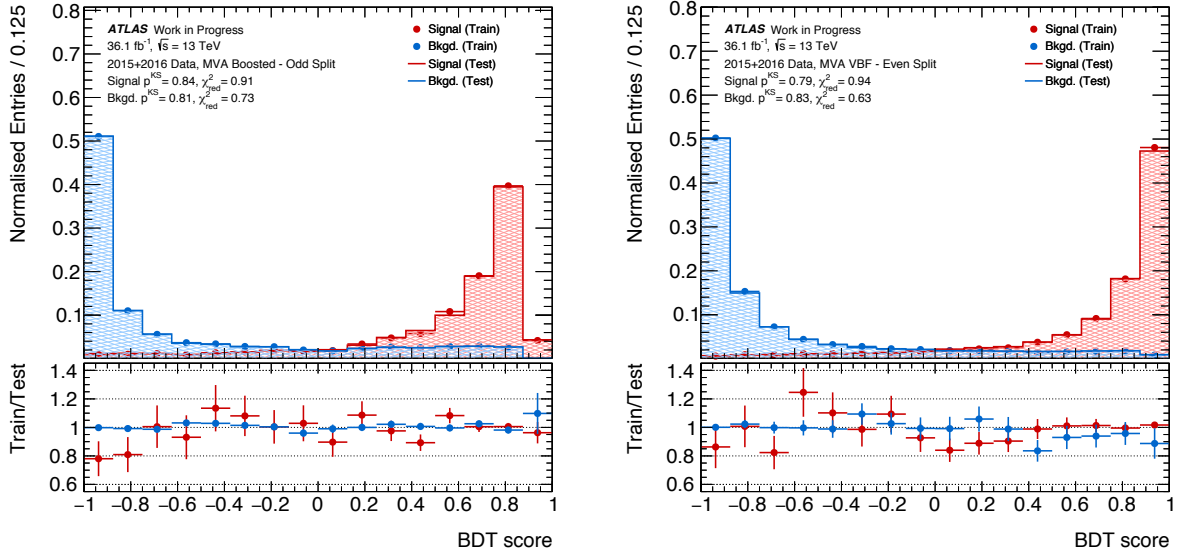 Normalised Entries / 0.125
0.8
0.7
0.6
0.5
0.4
0.3
0.2
0.1
ATLAS Work in Progress
36.1 fb⁻¹, √s = 13 TeV
2015+2016 Data, MVA Boosted - Odd Split
Signal p^KS = 0.84, χ²_red = 0.91
Bkgd. p^KS = 0.81, χ²_red = 0.73
Signal (Train)
Bkgd. (Train)
Signal (Test)
Bkgd. (Test)
Train/Test
1.4
1.2
1
0.8
0.6
−1 −0.8 −0.6 −0.4 −0.2 0 0.2 0.4 0.6 0.8 1
BDT score
Normalised Entries / 0.125
0.8
0.7
0.6
0.5
0.4
0.3
0.2
0.1
ATLAS Work in Progress
36.1 fb⁻¹, √s = 13 TeV
2015+2016 Data, MVA VBF - Even Split
Signal p^KS = 0.79, χ²_red = 0.94
Bkgd. p^KS = 0.83, χ²_red = 0.63
Signal (Train)
Bkgd. (Train)
Signal (Test)
Bkgd. (Test)
Train/Test
1.4
1.2
1
0.8
0.6
−1 −0.8 −0.6 −0.4 −0.2 0 0.2 0.4 0.6 0.8 1
BDT score